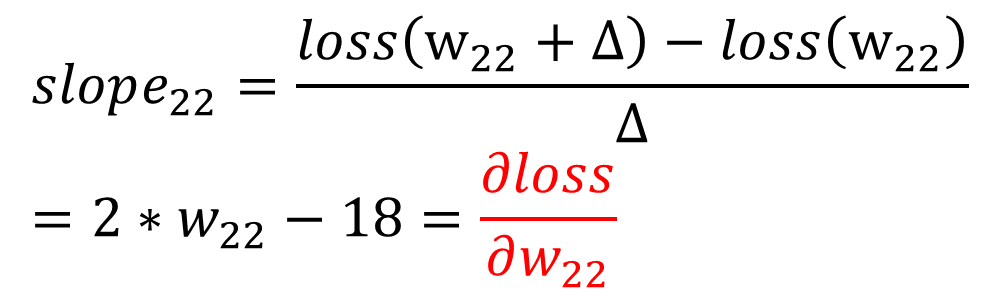 slope₂₂ = (loss(w₂₂ + Δ) − loss(w₂₂)) / Δ
= 2 * w₂₂ − 18 = ∂loss / ∂w₂₂